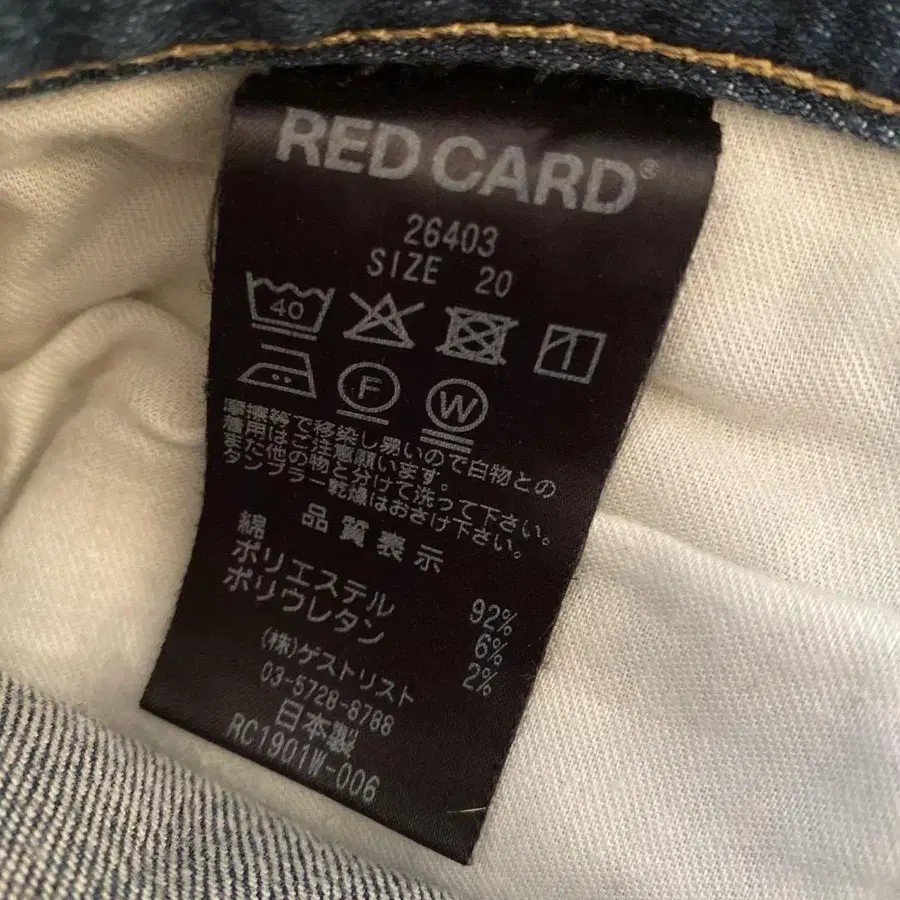 RED CARD®
26403
SIZE 20
40
F W
摩擦等で移染し易いので白物との
着用はご注意願います。
また他の物と分けて洗って下さい。
タンブラー乾燥はおさけ下さい。
品質表示
綿 92%
ポリエステル 6%
ポリウレタン 2%
(株)ゲストリスト
03-5728-8788
日本製
RC1901W-006